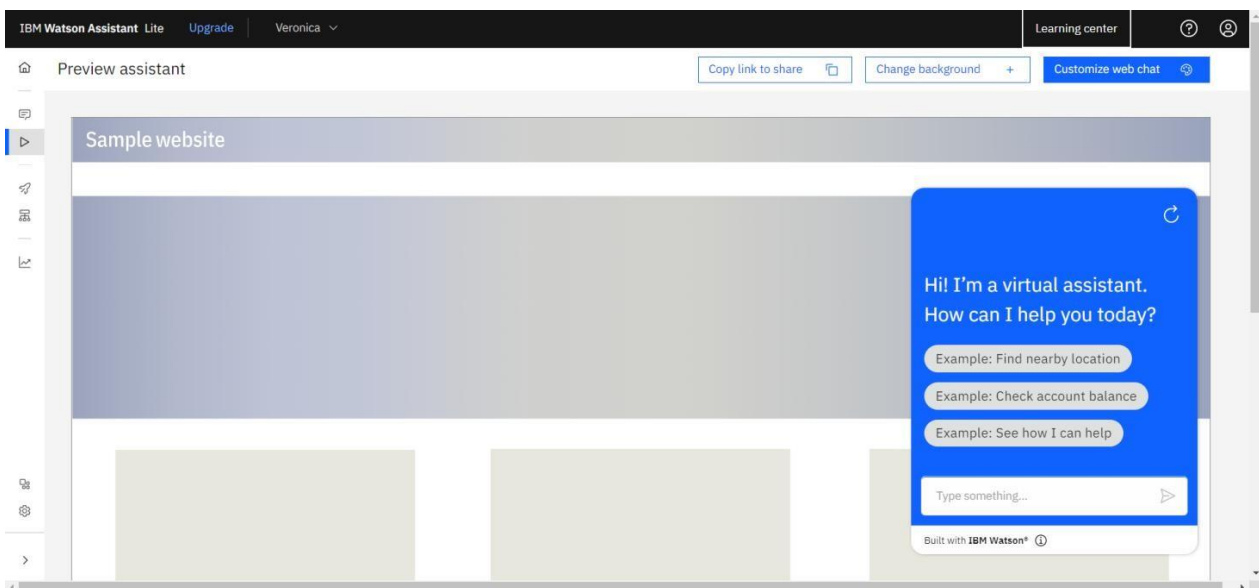 IBM Watson Assistant Lite Upgrade Veronica Learning center
Preview assistant Copy link to share Change background + Customize web chat
Sample website
Hi! I'm a virtual assistant.
How can I help you today?
Example: Find nearby location
Example: Check account balance
Example: See how I can help
Type something...
Built with IBM Watson®